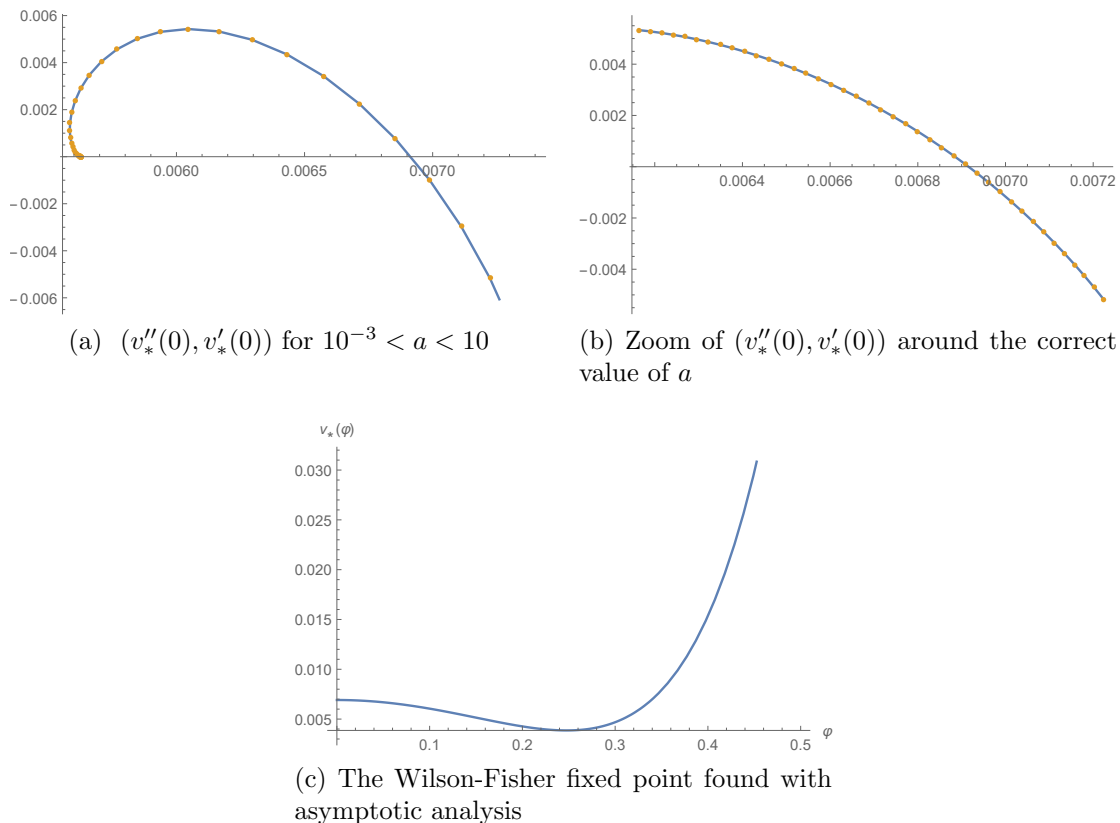 0.006
0.004
0.002
0.0060 0.0065 0.0070
−0.002
−0.004
−0.006
(a) (v″*(0), v′*(0)) for 10⁻³ < a < 10
0.004
0.002
0.0064 0.0066 0.0068 0.0070 0.0072
−0.002
−0.004
(b) Zoom of (v″*(0), v′*(0)) around the correct
value of a
v*(φ)
0.030
0.025
0.020
0.015
0.010
0.005
0.1 0.2 0.3 0.4 0.5 φ
(c) The Wilson-Fisher fixed point found with
asymptotic analysis